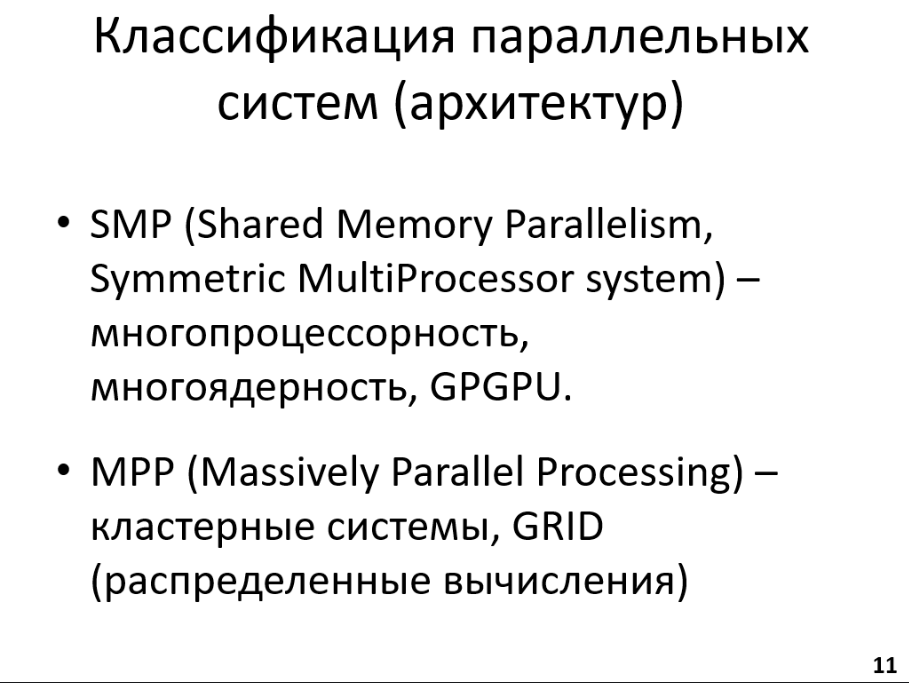 Классификация параллельных
систем (архитектур)
• SMP (Shared Memory Parallelism,
Symmetric MultiProcessor system) –
многопроцессорность,
многоядерность, GPGPU.
• MPP (Massively Parallel Processing) –
кластерные системы, GRID
(распределенные вычисления)
11